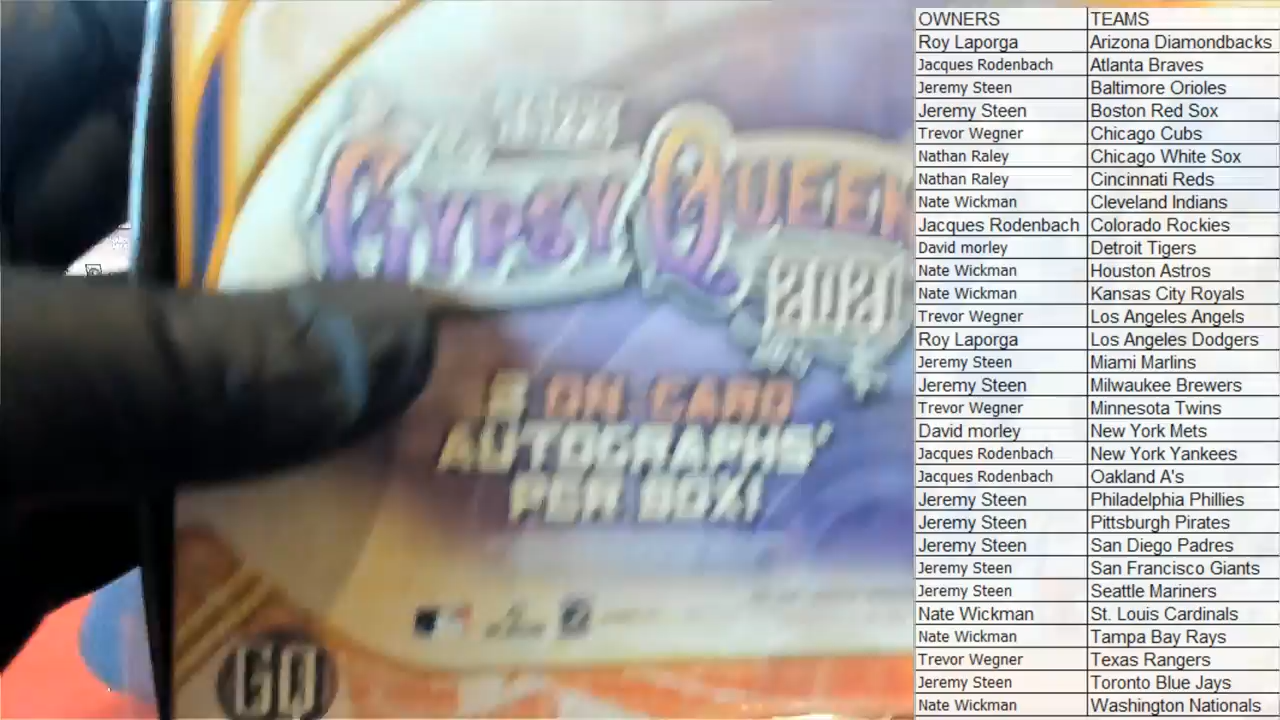 GYPSY QUEEN
2020
ON CARD
AUTOGRAPHS
PER BOX!
GQ
OWNERS TEAMS
Roy Laporga Arizona Diamondbacks
Jacques Rodenbach Atlanta Braves
Jeremy Steen Baltimore Orioles
Jeremy Steen Boston Red Sox
Trevor Wegner Chicago Cubs
Nathan Raley Chicago White Sox
Nathan Raley Cincinnati Reds
Nate Wickman Cleveland Indians
Jacques Rodenbach Colorado Rockies
David morley Detroit Tigers
Nate Wickman Houston Astros
Nate Wickman Kansas City Royals
Trevor Wegner Los Angeles Angels
Roy Laporga Los Angeles Dodgers
Jeremy Steen Miami Marlins
Jeremy Steen Milwaukee Brewers
Trevor Wegner Minnesota Twins
David morley New York Mets
Jacques Rodenbach New York Yankees
Jacques Rodenbach Oakland A's
Jeremy Steen Philadelphia Phillies
Jeremy Steen Pittsburgh Pirates
Jeremy Steen San Diego Padres
Jeremy Steen San Francisco Giants
Jeremy Steen Seattle Mariners
Nate Wickman St. Louis Cardinals
Nate Wickman Tampa Bay Rays
Trevor Wegner Texas Rangers
Jeremy Steen Toronto Blue Jays
Nate Wickman Washington Nationals